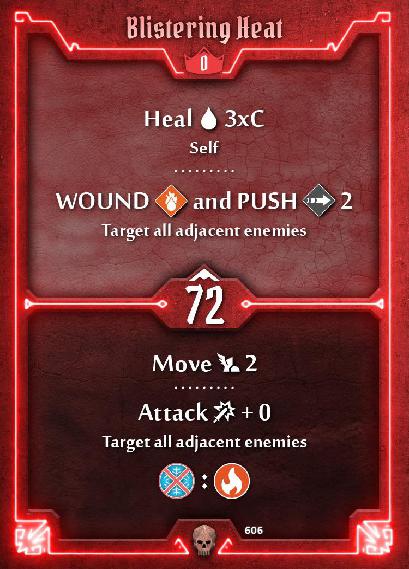 Blistering Heat
0
Heal 3xC
Self
WOUND and PUSH 2
Target all adjacent enemies
72
Move 2
Attack + 0
Target all adjacent enemies
:
606